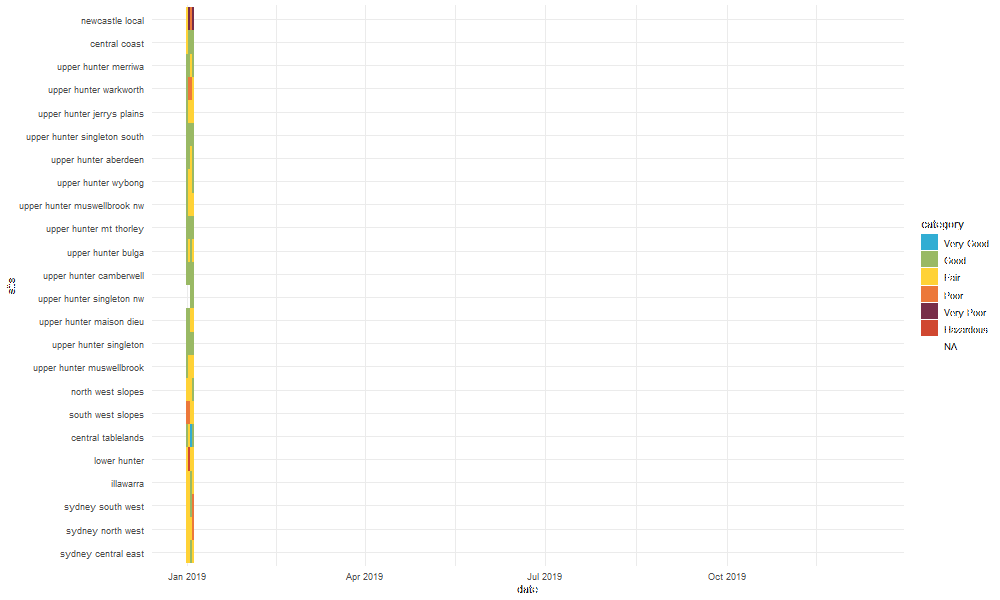 newcastle local
central coast
upper hunter merriwa
upper hunter warkworth
upper hunter jerrys plains
upper hunter singleton south
upper hunter aberdeen
upper hunter wybong
upper hunter muswellbrook nw
upper hunter mt thorley
upper hunter bulga
upper hunter camberwell
upper hunter singleton nw
upper hunter maison dieu
upper hunter singleton
upper hunter muswellbrook
north west slopes
south west slopes
central tablelands
lower hunter
illawarra
sydney south west
sydney north west
sydney central east
site
Jan 2019
Apr 2019
Jul 2019
Oct 2019
date
category
Very Good
Good
Fair
Poor
Very Poor
Hazardous
NA